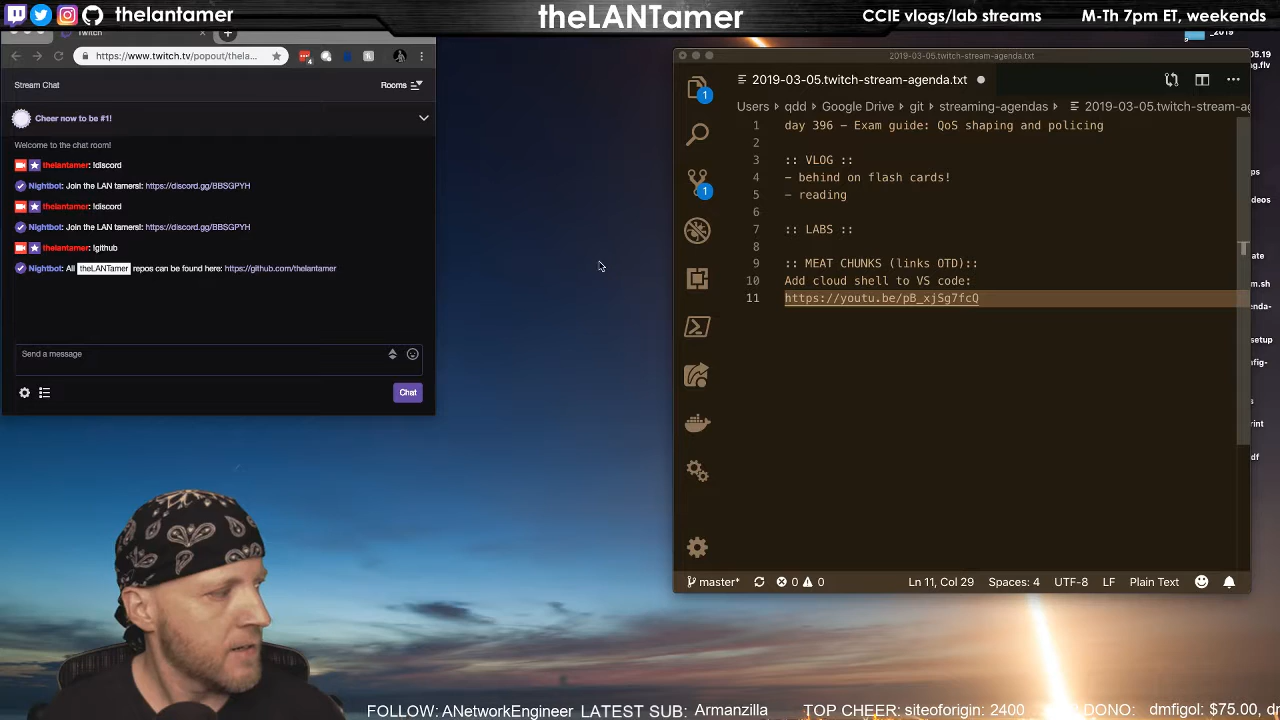 thelantamer
theLANTamer
CCIE vlogs/lab streams
M-Th 7pm ET, weekends
Twitch
https://www.twitch.tv/popout/thela...
4
Stream Chat
Rooms
Cheer now to be #1!
Welcome to the chat room!
thelantamer: !discord
Nightbot: Join the LAN tamers!: https://discord.gg/BBSGPYH
thelantamer: !discord
Nightbot: Join the LAN tamers!: https://discord.gg/BBSGPYH
thelantamer: !github
Nightbot: All theLANTamer repos can be found here: https://github.com/thelantamer
Send a message
Chat
2019-03-05.twitch-stream-agenda.txt
2019-03-05.twitch-stream-agenda.txt
Users > qdd > Google Drive > git > streaming-agendas > 2019-03-05.twitch-stream-ag
1
1
1 day 396 - Exam guide: QoS shaping and policing
2
3 :: VLOG ::
4 - behind on flash cards!
5 - reading
6
7 :: LABS ::
8
9 :: MEAT CHUNKS (links OTD)::
10 Add cloud shell to VS code:
11 https://youtu.be/pB_xjSg7fcQ
master* 0 0
Ln 11, Col 29 Spaces: 4 UTF-8 LF Plain Text
_2019
FOLLOW: ANetworkEngineer LATEST SUB: Armanzilla TOP CHEER: siteoforigin: 2400
dmfigol: $75.00, dr